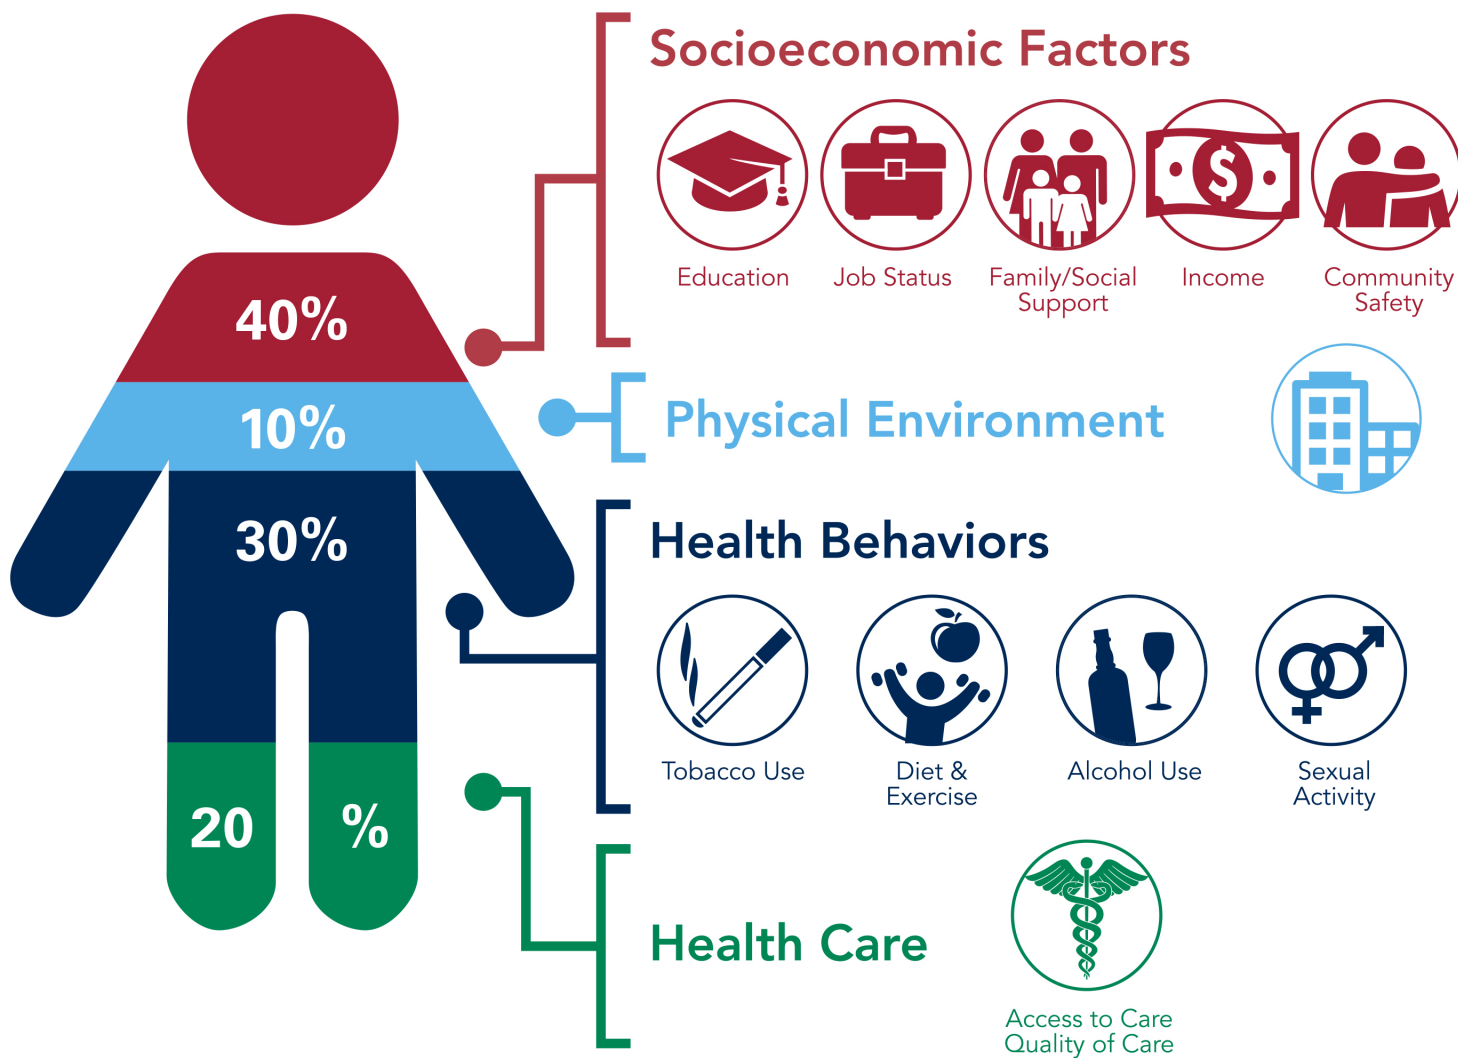 Socioeconomic Factors
Education
Job Status
Family/Social
Support
Income
Community
Safety
40%
10%
Physical Environment
30%
Health Behaviors
Tobacco Use
Diet &
Exercise
Alcohol Use
Sexual
Activity
20 %
Health Care
Access to Care
Quality of Care
$